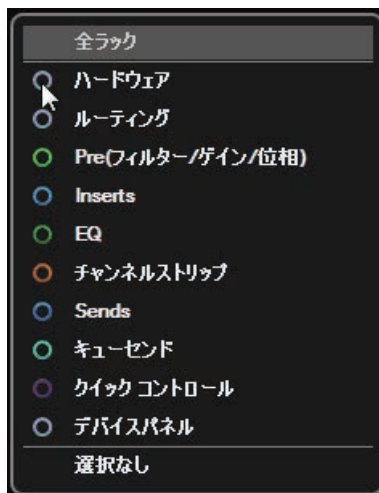 全ラック
ハードウェア
ルーティング
Pre(フィルター/ゲイン/位相)
Inserts
EQ
チャンネルストリップ
Sends
キューセンド
クイック コントロール
デバイスパネル
選択なし